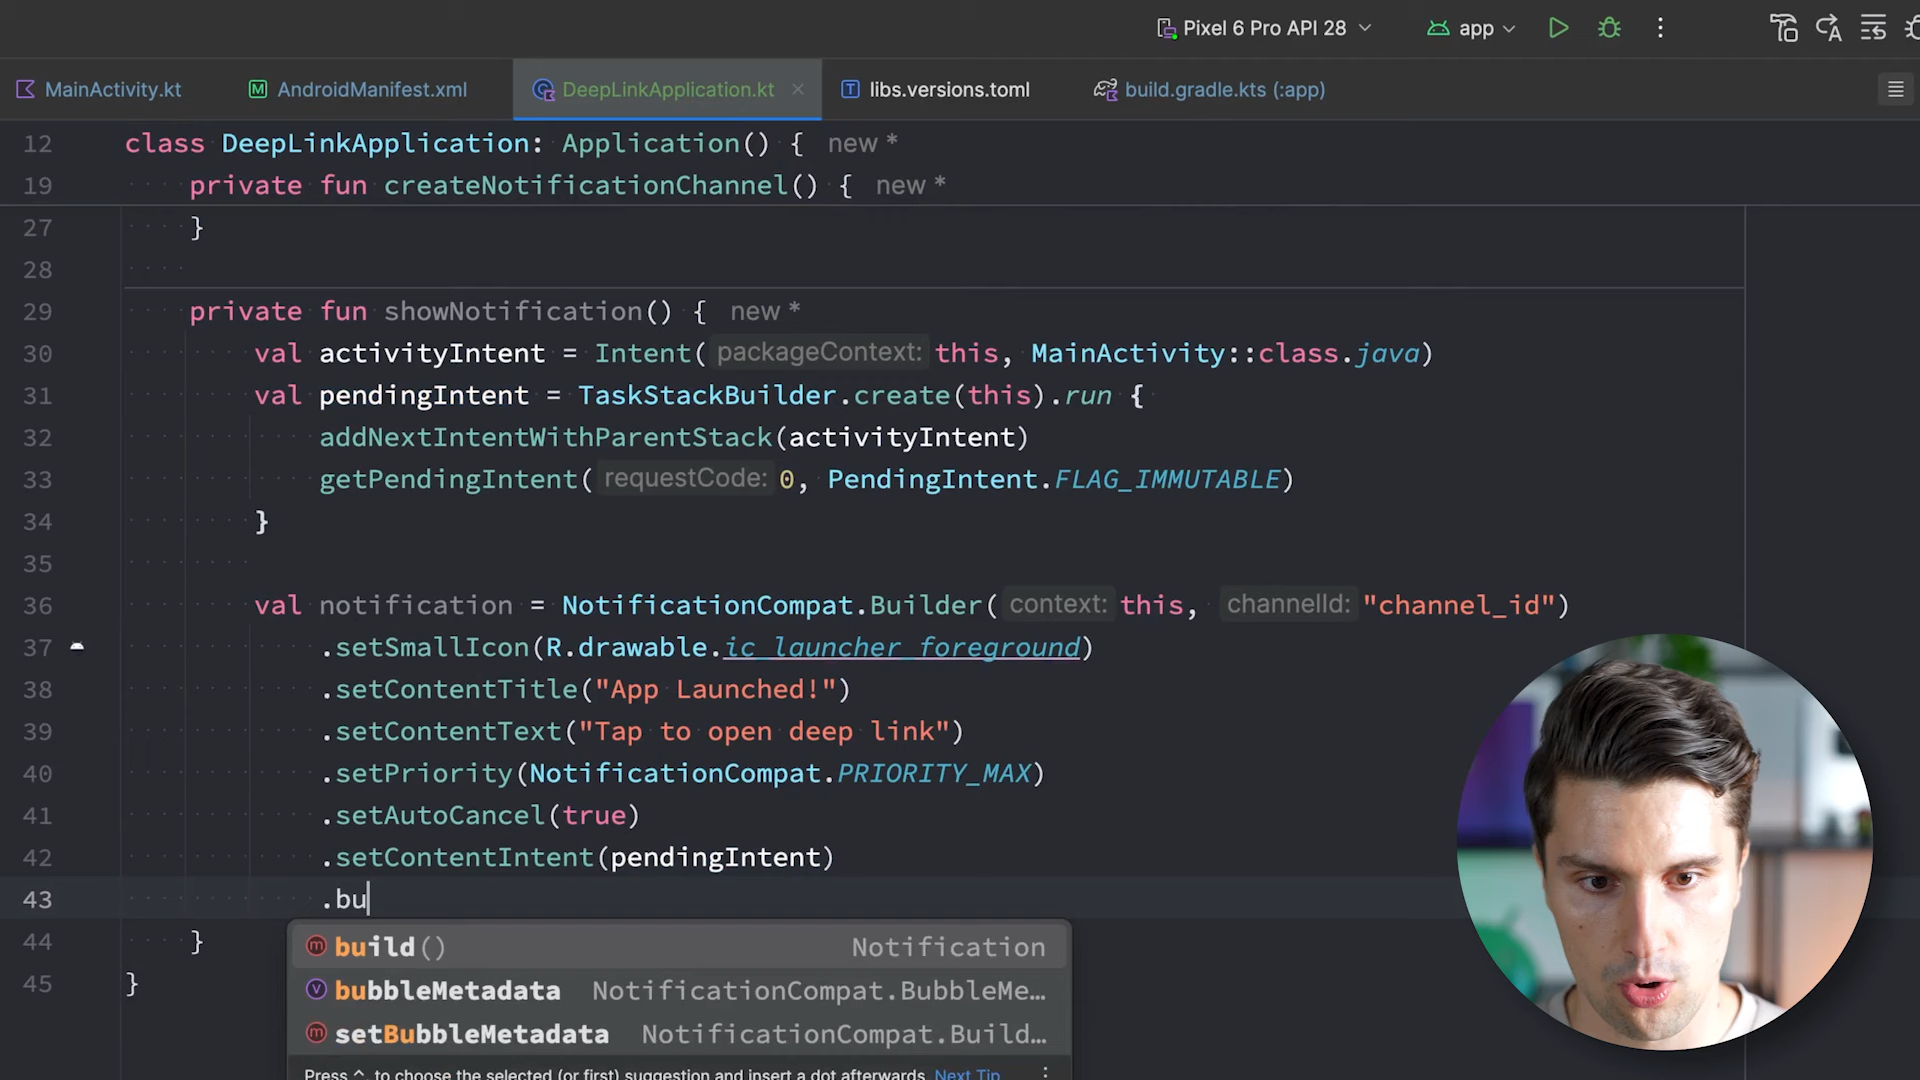 Pixel 6 Pro API 28
app
MainActivity.kt
AndroidManifest.xml
DeepLinkApplication.kt
libs.versions.toml
build.gradle.kts (:app)
12 class DeepLinkApplication: Application() { new *
19 private fun createNotificationChannel() { new *
27 }
28
29 private fun showNotification() { new *
30 val activityIntent = Intent( packageContext: this, MainActivity::class.java)
31 val pendingIntent = TaskStackBuilder.create(this).run {
32 addNextIntentWithParentStack(activityIntent)
33 getPendingIntent( requestCode: 0, PendingIntent.FLAG_IMMUTABLE)
34 }
35
36 val notification = NotificationCompat.Builder( context: this, channelId: "channel_id")
37 .setSmallIcon(R.drawable.ic_launcher_foreground)
38 .setContentTitle("App Launched!")
39 .setContentText("Tap to open deep link")
40 .setPriority(NotificationCompat.PRIORITY_MAX)
41 .setAutoCancel(true)
42 .setContentIntent(pendingIntent)
43 .bu
44 }
45 }
build() Notification
bubbleMetadata NotificationCompat.BubbleMe…
setBubbleMetadata NotificationCompat.Build…
Press ^. to choose the selected (or first) suggestion and insert a dot afterwards Next Tip